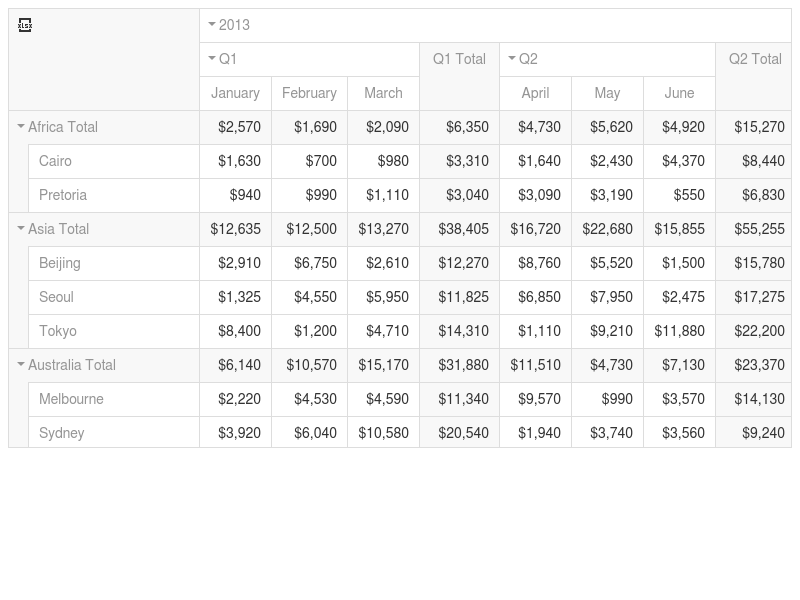 xlsx 2013
Q1 Q1 Total Q2 Q2 Total
January February March April May June
Africa Total $2,570 $1,690 $2,090 $6,350 $4,730 $5,620 $4,920 $15,270
Cairo $1,630 $700 $980 $3,310 $1,640 $2,430 $4,370 $8,440
Pretoria $940 $990 $1,110 $3,040 $3,090 $3,190 $550 $6,830
Asia Total $12,635 $12,500 $13,270 $38,405 $16,720 $22,680 $15,855 $55,255
Beijing $2,910 $6,750 $2,610 $12,270 $8,760 $5,520 $1,500 $15,780
Seoul $1,325 $4,550 $5,950 $11,825 $6,850 $7,950 $2,475 $17,275
Tokyo $8,400 $1,200 $4,710 $14,310 $1,110 $9,210 $11,880 $22,200
Australia Total $6,140 $10,570 $15,170 $31,880 $11,510 $4,730 $7,130 $23,370
Melbourne $2,220 $4,530 $4,590 $11,340 $9,570 $990 $3,570 $14,130
Sydney $3,920 $6,040 $10,580 $20,540 $1,940 $3,740 $3,560 $9,240